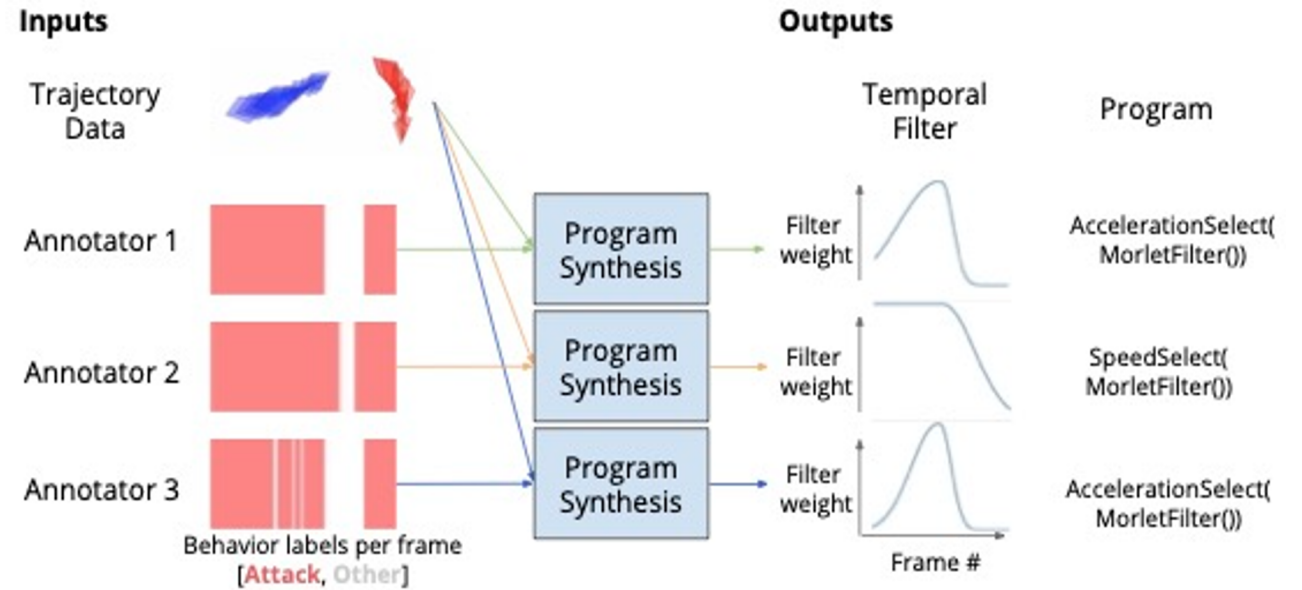 Inputs
Outputs
Trajectory
Data
Temporal
Filter
Program
Annotator 1
Program
Synthesis
Filter
weight
AccelerationSelect(
MorletFilter())
Annotator 2
Program
Synthesis
Filter
weight
SpeedSelect(
MorletFilter())
Annotator 3
Program
Synthesis
Filter
weight
AccelerationSelect(
MorletFilter())
Behavior labels per frame
[Attack, Other]
Frame #